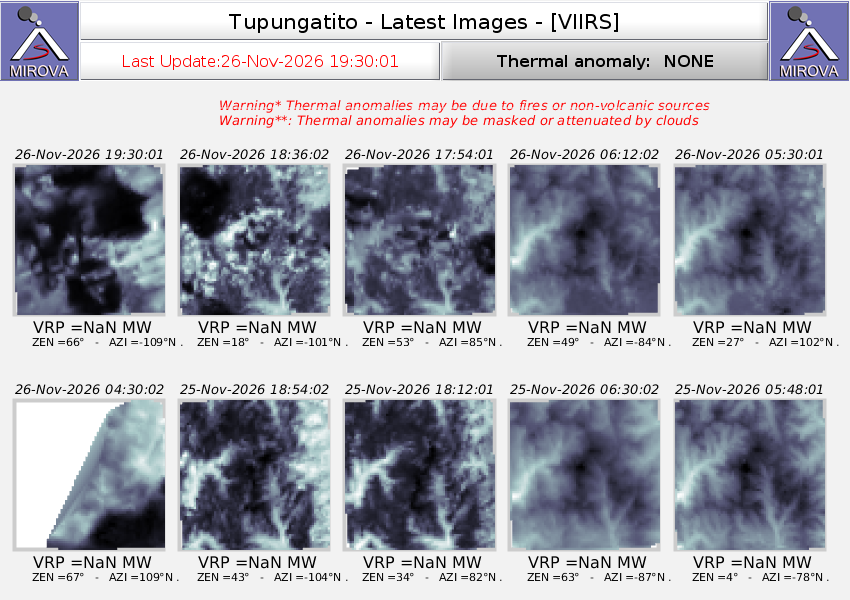 Tupungatito - Latest Images - [VIIRS]
MIROVA
Last Update:26-Nov-2026 19:30:01
Thermal anomaly: NONE
MIROVA
Warning* Thermal anomalies may be due to fires or non-volcanic sources
Warning**: Thermal anomalies may be masked or attenuated by clouds
26-Nov-2026 19:30:01
26-Nov-2026 18:36:02
26-Nov-2026 17:54:01
26-Nov-2026 06:12:02
26-Nov-2026 05:30:01
VRP =NaN MW
VRP =NaN MW
VRP =NaN MW
VRP =NaN MW
VRP =NaN MW
ZEN =66° - AZI =-109°N .
ZEN =18° - AZI =-101°N .
ZEN =53° - AZI =85°N .
ZEN =49° - AZI =-84°N .
ZEN =27° - AZI =102°N .
26-Nov-2026 04:30:02
25-Nov-2026 18:54:02
25-Nov-2026 18:12:01
25-Nov-2026 06:30:02
25-Nov-2026 05:48:01
VRP =NaN MW
VRP =NaN MW
VRP =NaN MW
VRP =NaN MW
VRP =NaN MW
ZEN =67° - AZI =109°N .
ZEN =43° - AZI =-104°N .
ZEN =34° - AZI =82°N .
ZEN =63° - AZI =-87°N .
ZEN =4° - AZI =-78°N .